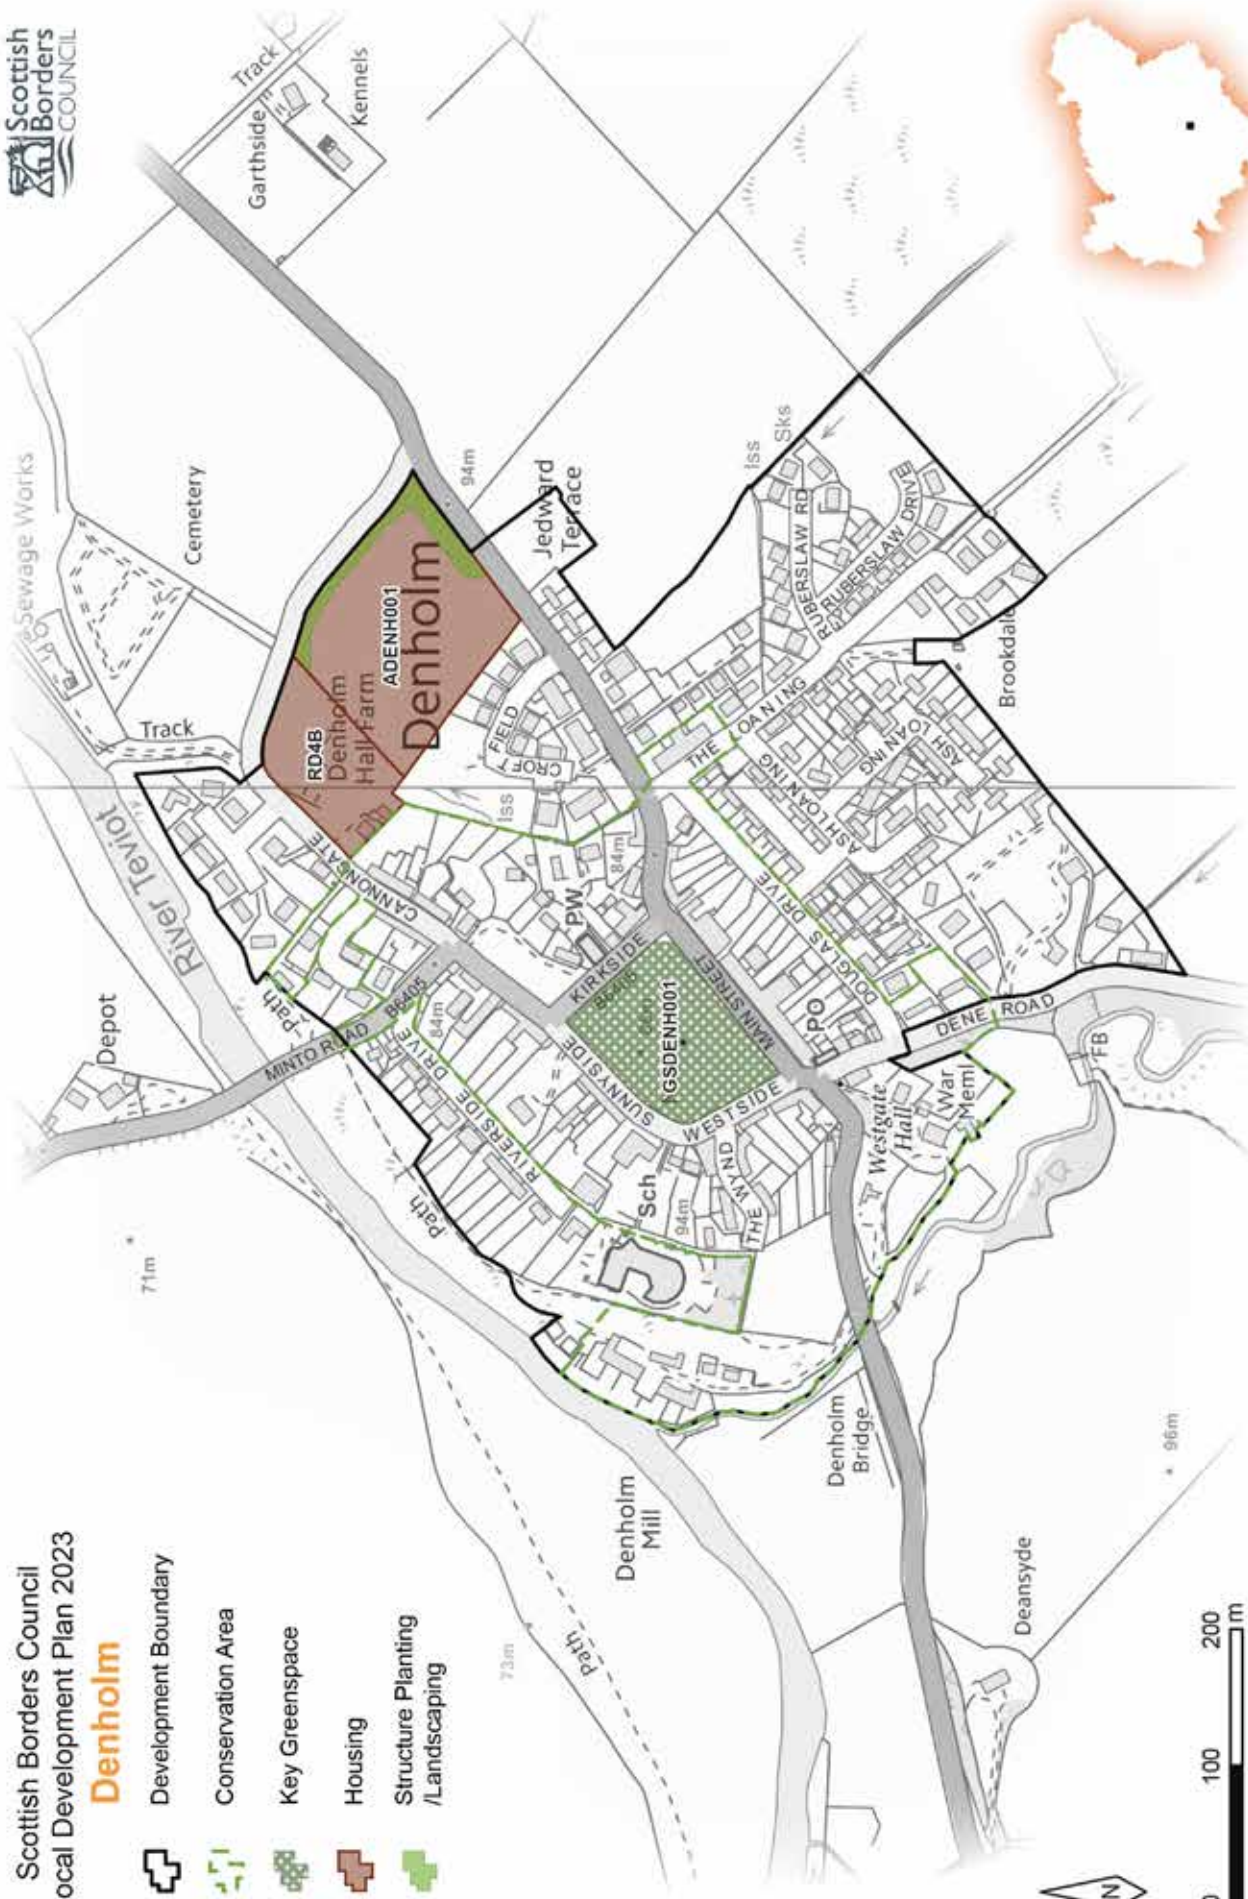 Scottish Borders Council
ocal Development Plan 2023
Denholm
Development Boundary
Conservation Area
Key Greenspace
Housing
Structure Planting
/Landscaping
Scottish
Borders
COUNCIL
Sewage Works
Track
Garthside
Kennels
Cemetery
Track
River Teviot
Depot
Path
MINTO ROAD
B6405
84m
71m
Path
CANNONGATE
RD4B
Denholm
Hall Farm
ADENH001
Denholm
94m
Jedward
Terrace
CROFT
FIELD
Iss
84m
PW
KIRKSIDE
B6405
GSDENH001
SUNNYSIDE
MAIN STREET
WESTSIDE
RIVERSIDE DRIVE
Sch
94m
THE WYND
PO
DOUGLAS DRIVE
THE LOANING
ASH LOANING
ASH LOANING
RUBERSLAW RD
RUBERSLAW DRIVE
Iss
Sks
Brookdale
DENE ROAD
FB
War
Meml
Westgate
Hall
Denholm
Bridge
Denholm
Mill
73m
Path
96m
Deansyde
100
200
m
N